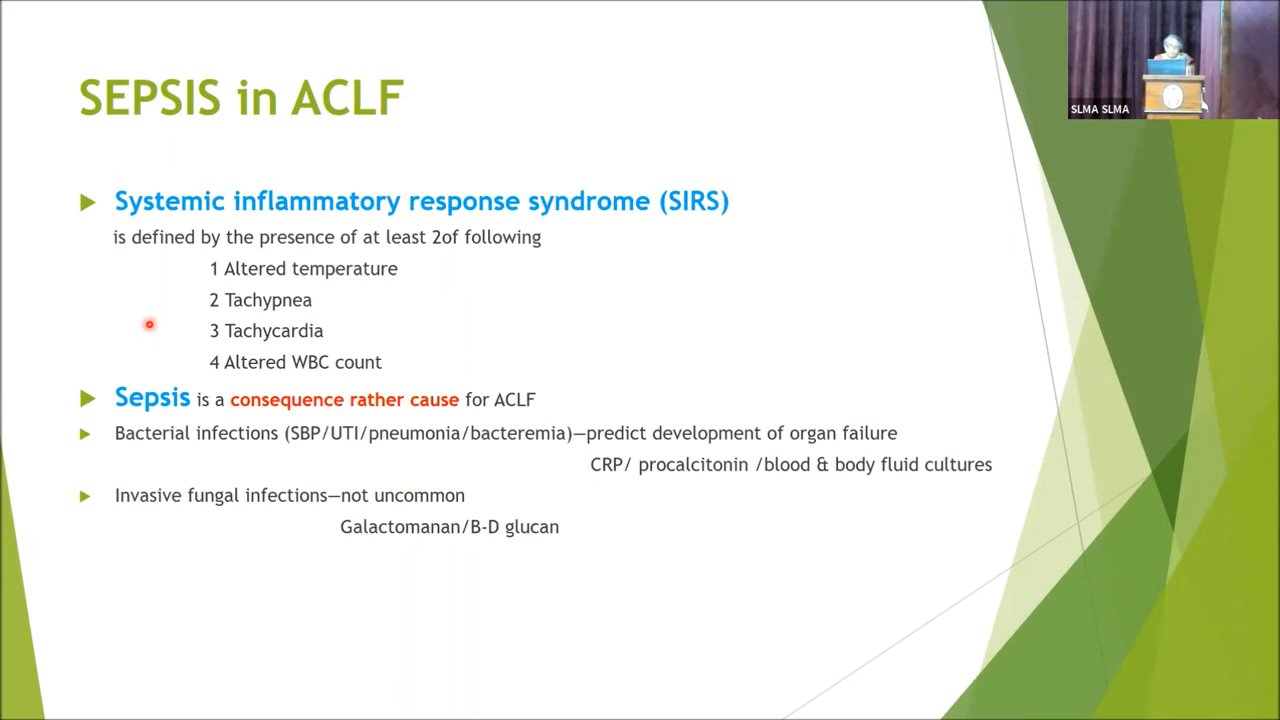 SEPSIS in ACLF
SLMA SLMA
Systemic inflammatory response syndrome (SIRS)
is defined by the presence of at least 2of following
1 Altered temperature
2 Tachypnea
3 Tachycardia
4 Altered WBC count
Sepsis is a consequence rather cause for ACLF
Bacterial infections (SBP/UTI/pneumonia/bacteremia)—predict development of organ failure
CRP/ procalcitonin /blood & body fluid cultures
Invasive fungal infections—not uncommon
Galactomanan/B-D glucan